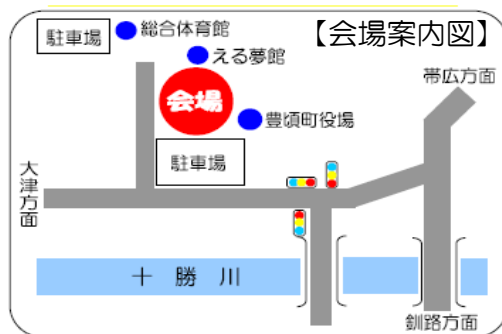 【会場案内図】
駐車場
総合体育館
える夢館
帯広方面
会場
豊頃町役場
駐車場
大津方面
十勝川
釧路方面